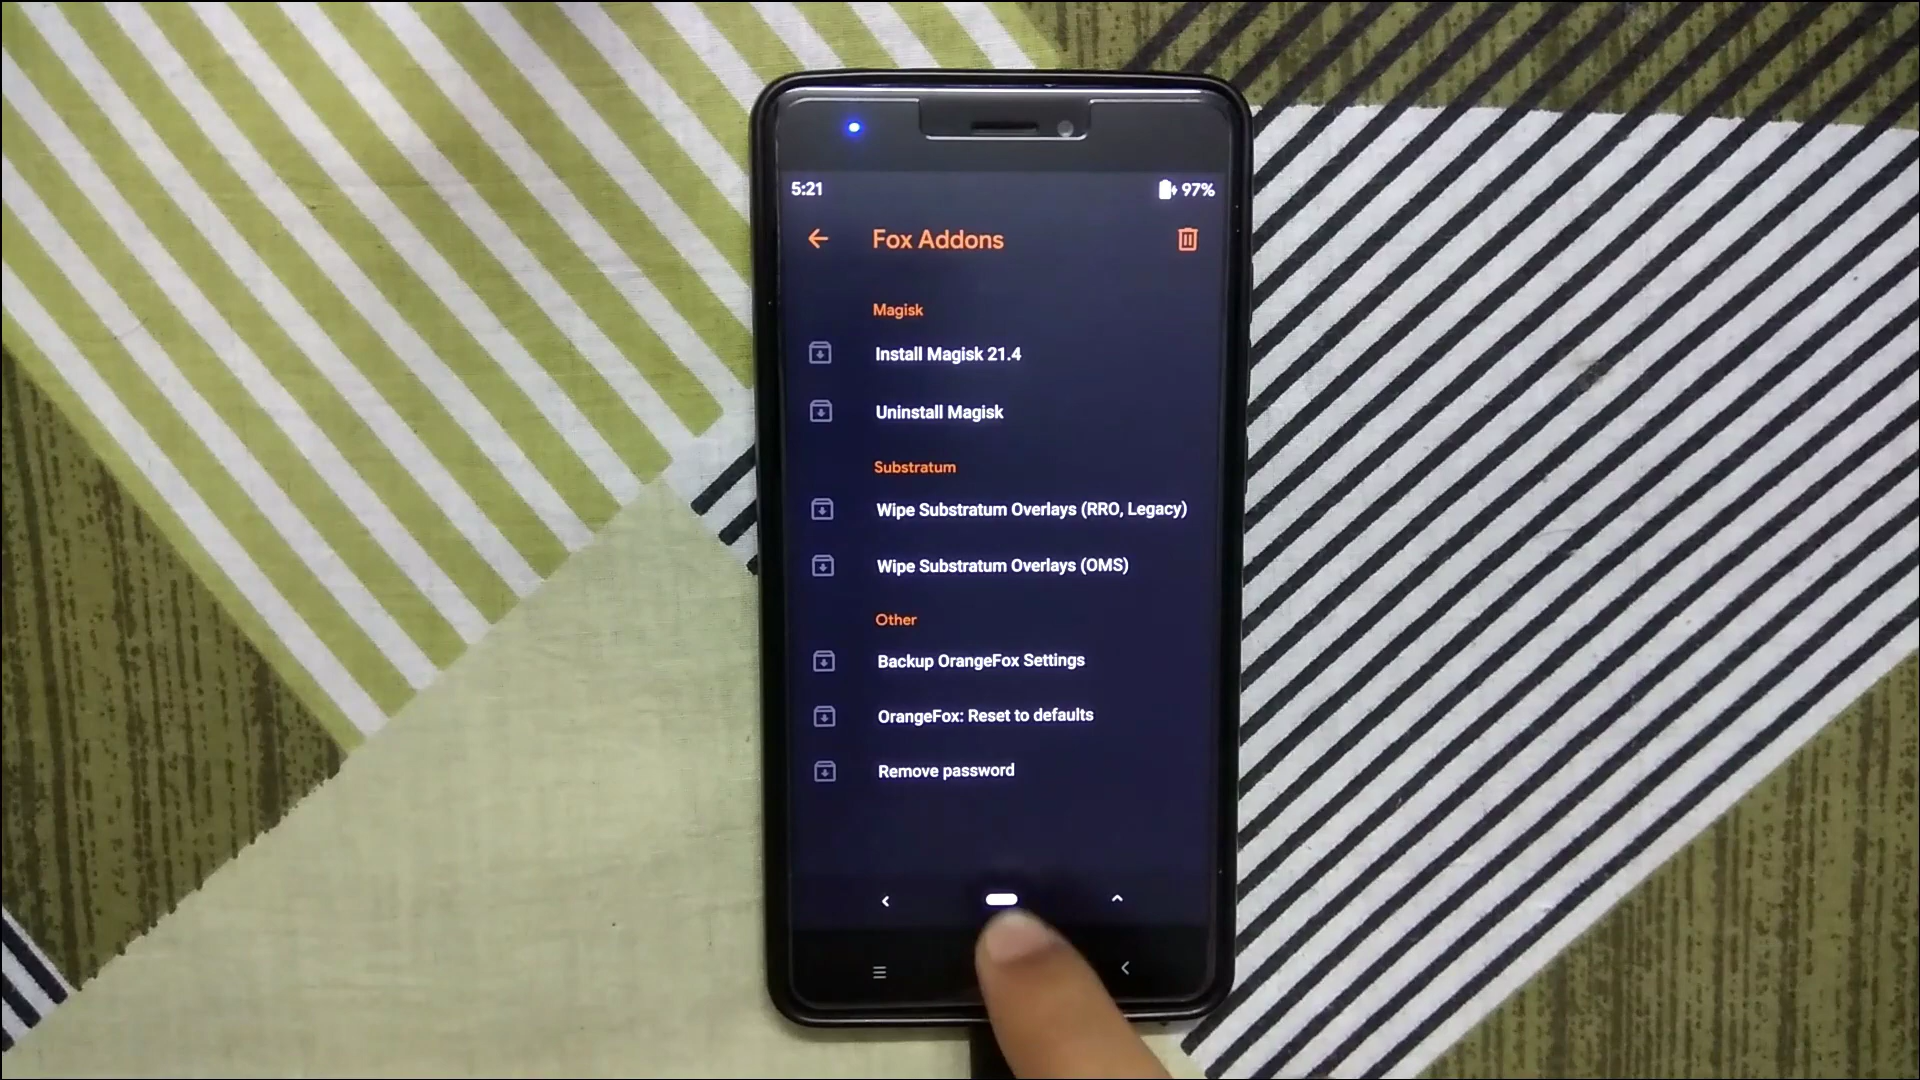 5:21
97%
Fox Addons
Magisk
Install Magisk 21.4
Uninstall Magisk
Substratum
Wipe Substratum Overlays (RRO, Legacy)
Wipe Substratum Overlays (OMS)
Other
Backup OrangeFox Settings
OrangeFox: Reset to defaults
Remove password